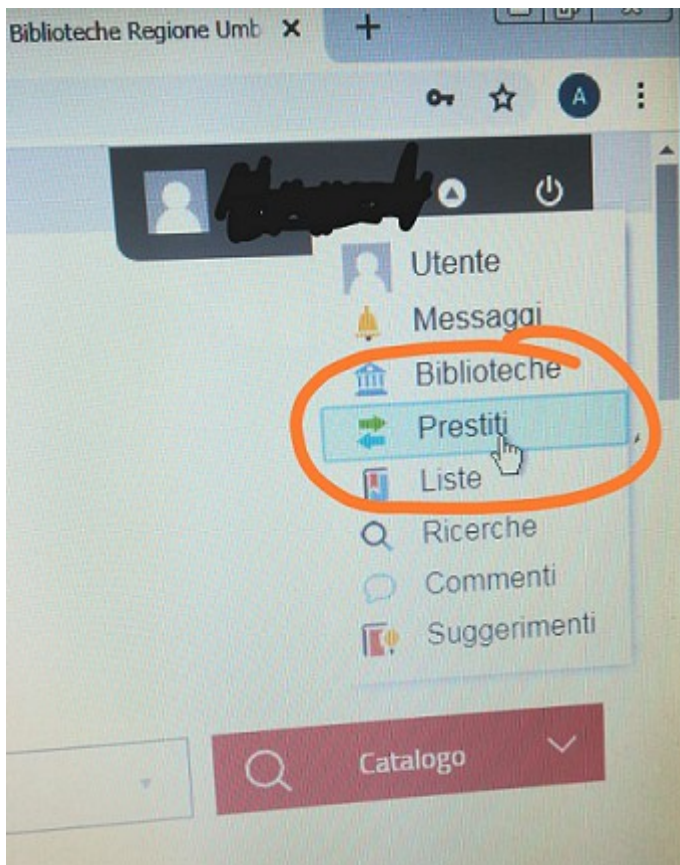 Biblioteche Regione Umb
A
Utente
Messaggi
Biblioteche
Prestiti
Liste
Ricerche
Commenti
Suggerimenti
Catalogo